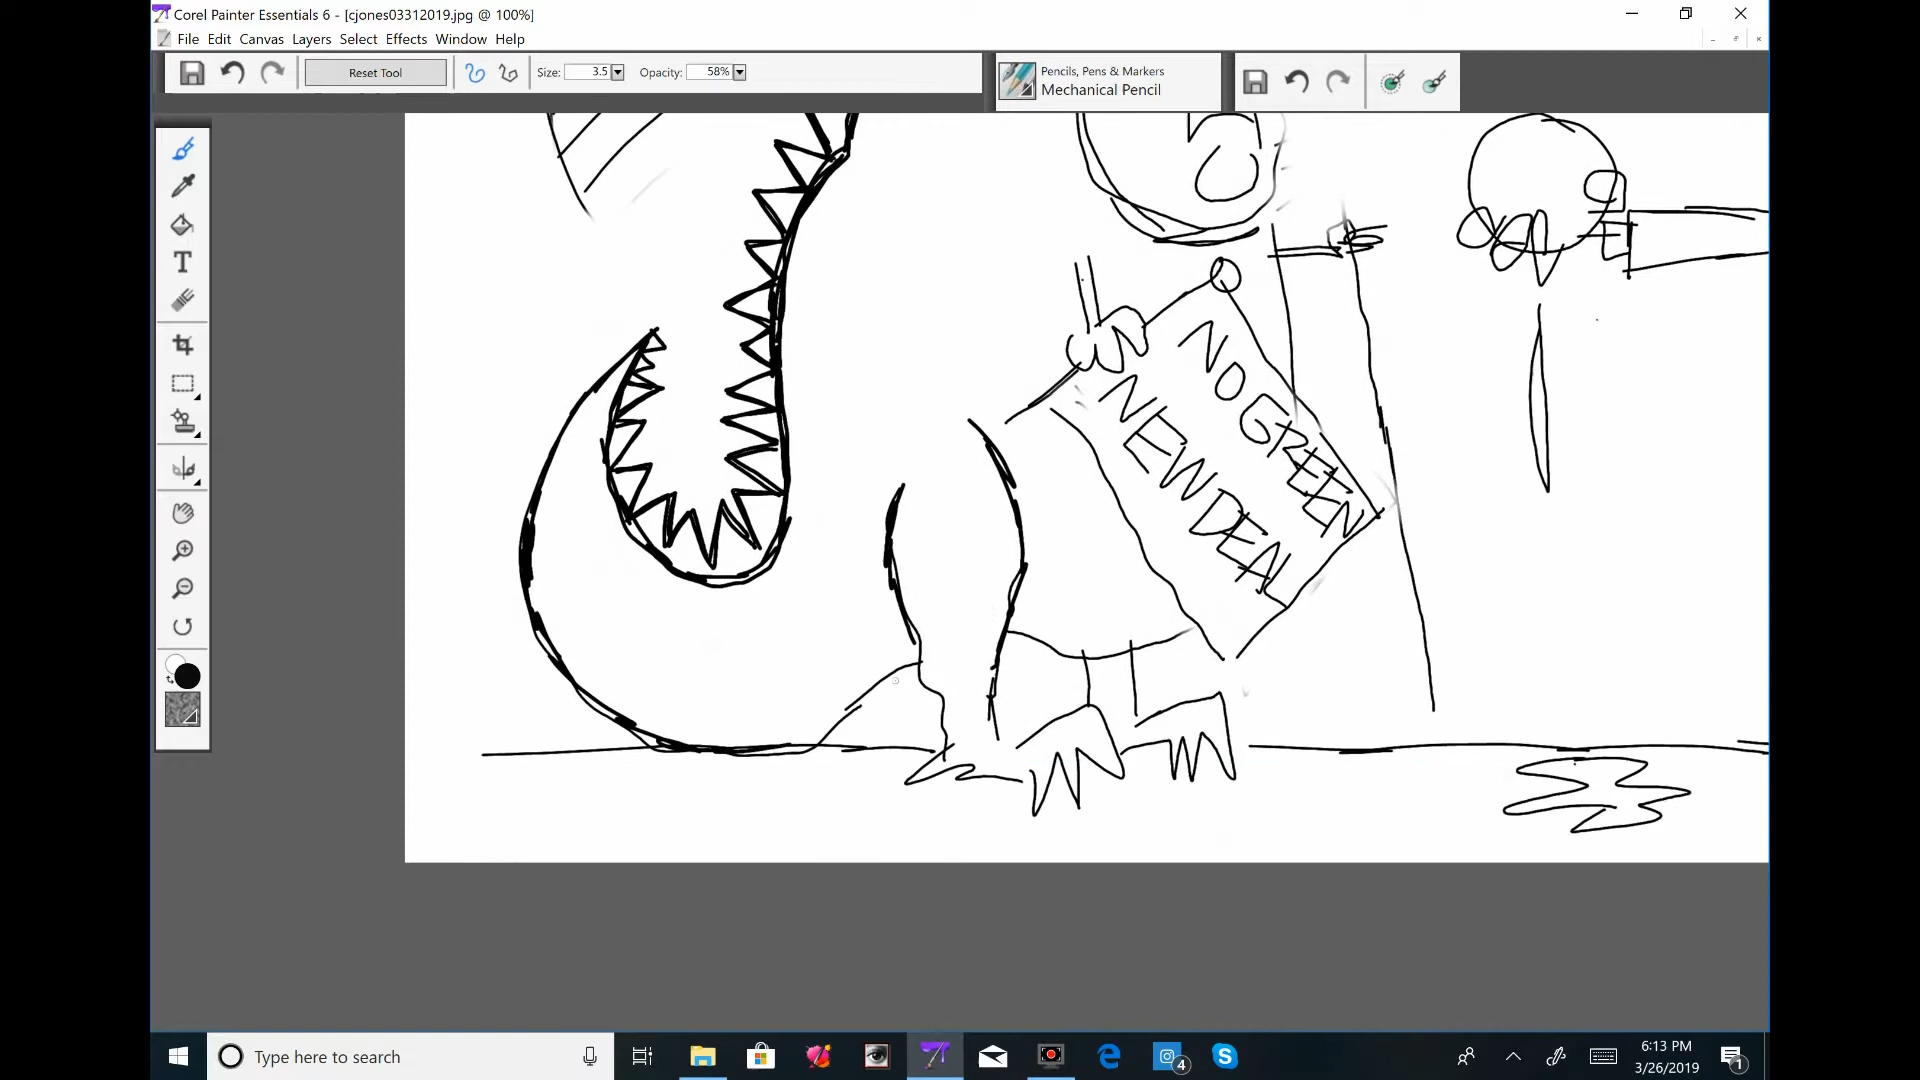 Corel Painter Essentials 6 - [cjones03312019.jpg @ 100%]
File Edit Canvas Layers Select Effects Window Help
Reset Tool Size: 3.5 Opacity: 58%
Pencils, Pens & Markers
Mechanical Pencil
T
NO GREEN
NEW DEAL
Type here to search
4
6:13 PM
3/26/2019
1